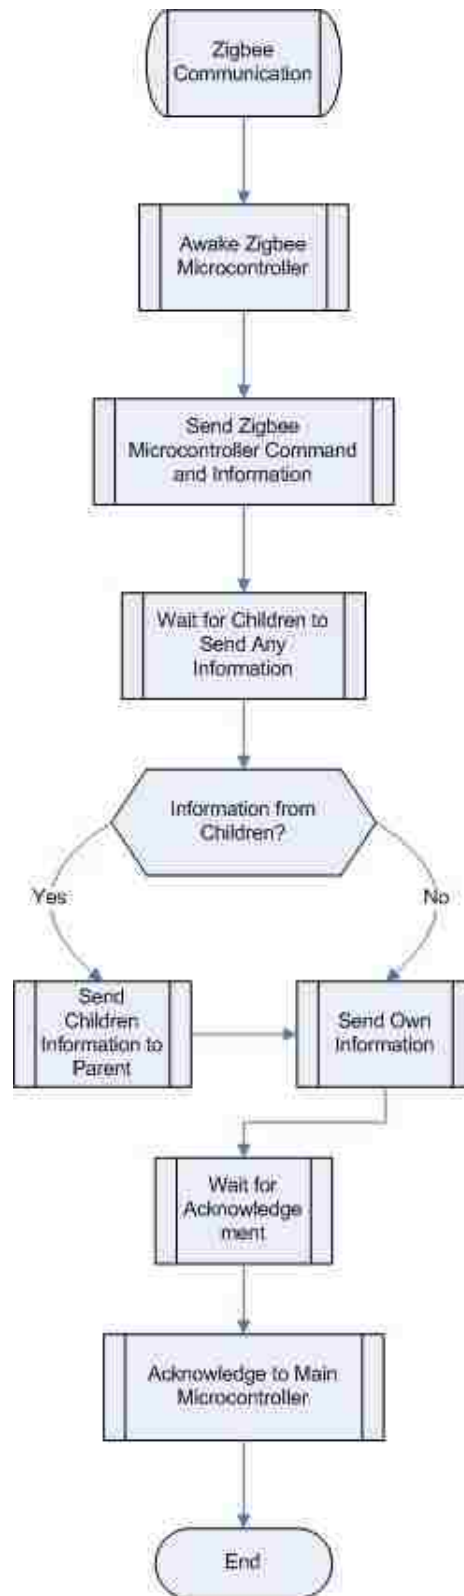 Zigbee
Communication
Awake Zigbee
Microcontroller
Send Zigbee
Microcontroller Command
and Information
Wait for Children to
Send Any
Information
Information from
Children?
Yes
No
Send
Children
Information to
Parent
Send Own
Information
Wait for
Acknowledge
ment
Acknowledge to Main
Microcontroller
End